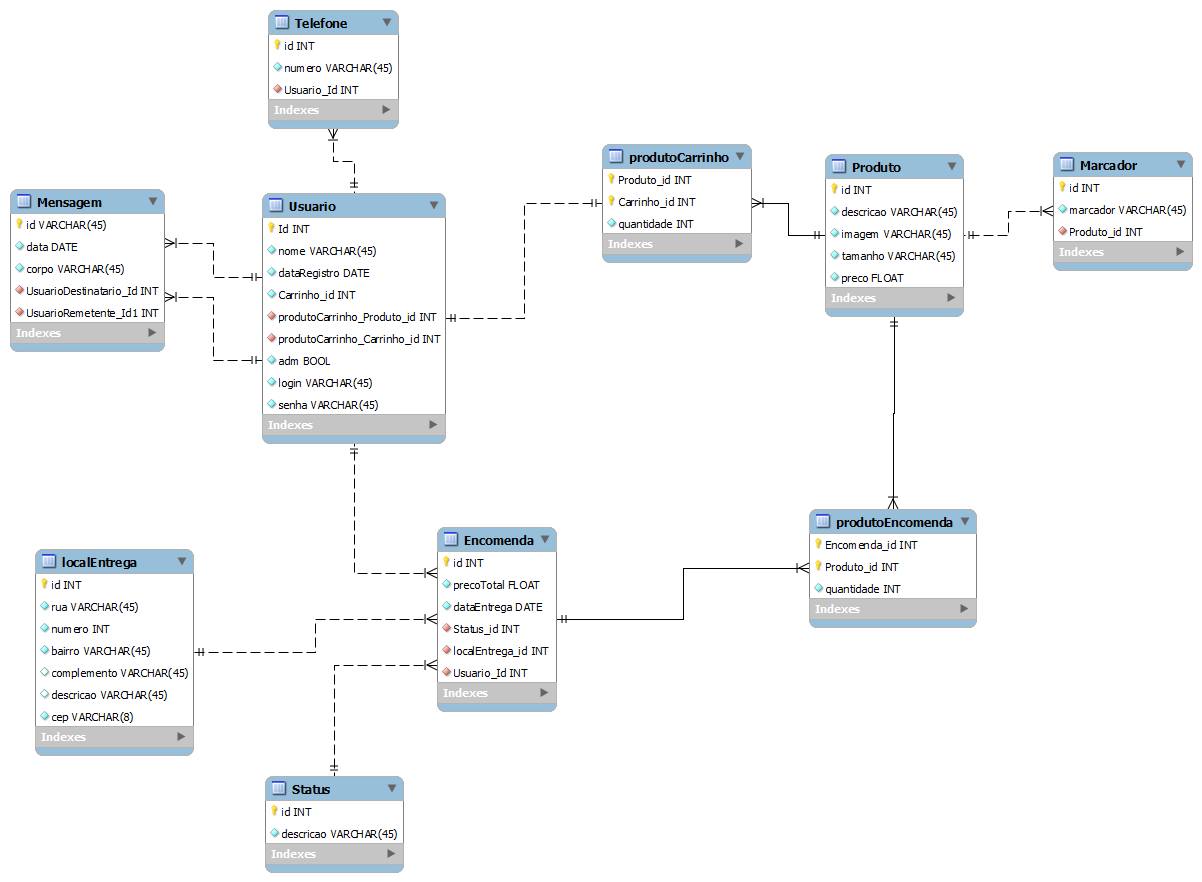 Telefone
id INT
numero VARCHAR(45)
Usuario_Id INT
Indexes
Mensagem
id VARCHAR(45)
data DATE
corpo VARCHAR(45)
UsuarioDestinatario_Id INT
UsuarioRemetente_Id1 INT
Indexes
Usuario
Id INT
nome VARCHAR(45)
dataRegistro DATE
Carrinho_id INT
produtoCarrinho_Produto_id INT
produtoCarrinho_Carrinho_id INT
adm BOOL
login VARCHAR(45)
senha VARCHAR(45)
Indexes
produtoCarrinho
Produto_id INT
Carrinho_id INT
quantidade INT
Indexes
Produto
id INT
descricao VARCHAR(45)
imagem VARCHAR(45)
tamanho VARCHAR(45)
preco FLOAT
Indexes
Marcador
id INT
marcador VARCHAR(45)
Produto_id INT
Indexes
localEntrega
id INT
rua VARCHAR(45)
numero INT
bairro VARCHAR(45)
complemento VARCHAR(45)
descricao VARCHAR(45)
cep VARCHAR(8)
Indexes
Encomenda
id INT
precoTotal FLOAT
dataEntrega DATE
Status_id INT
localEntrega_id INT
Usuario_Id INT
Indexes
produtoEncomenda
Encomenda_id INT
Produto_id INT
quantidade INT
Indexes
Status
id INT
descricao VARCHAR(45)
Indexes